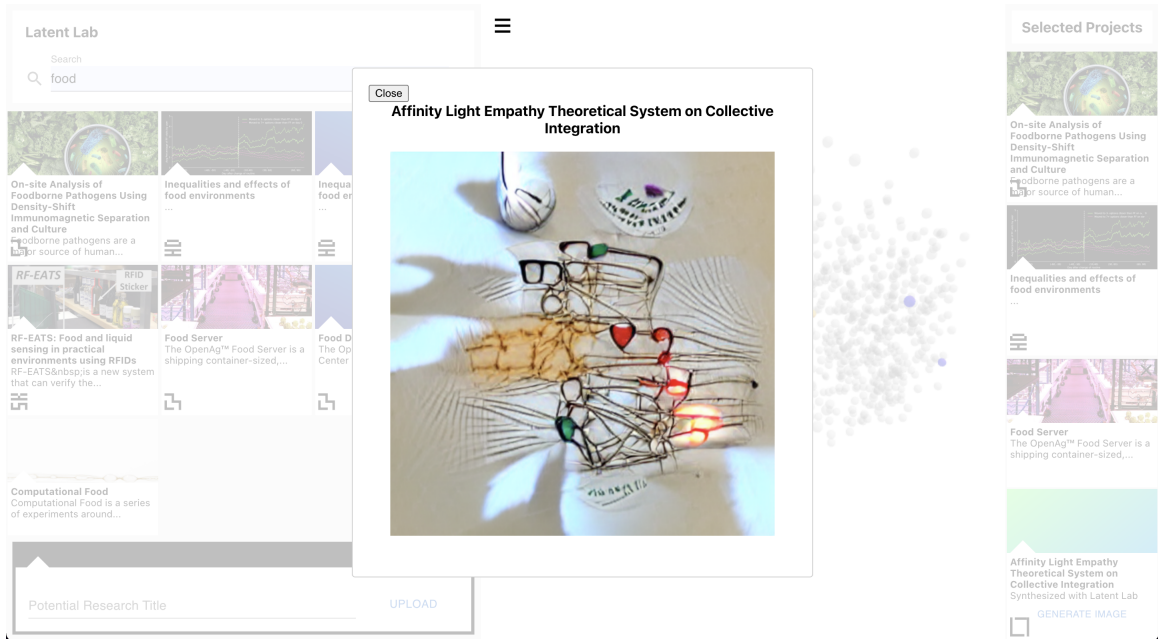 Latent Lab
Search
food
On-site Analysis of
Foodborne Pathogens Using
Density-Shift
Immunomagnetic Separation
and Culture
Foodborne pathogens are a
major source of human...
Inequalities and effects of
food environments
...
Inequa
food er
...
RF-EATS
RFID
Sticker
RF-EATS: Food and liquid
sensing in practical
environments using RFIDs
RF-EATS&nbsp;is a new system
that can verify the...
Food Server
The OpenAg™ Food Server is a
shipping container-sized,...
Food D
The Op
Center
Computational Food
Computational Food is a series
of experiments around...
Potential Research Title
UPLOAD
Close
Affinity Light Empathy Theoretical System on Collective
Integration
Selected Projects
On-site Analysis of
Foodborne Pathogens Using
Density-Shift
Immunomagnetic Separation
and Culture
Foodborne pathogens are a
major source of human...
Inequalities and effects of
food environments
...
Food Server
The OpenAg™ Food Server is a
shipping container-sized,...
Affinity Light Empathy
Theoretical System on
Collective Integration
Synthesized with Latent Lab
GENERATE IMAGE